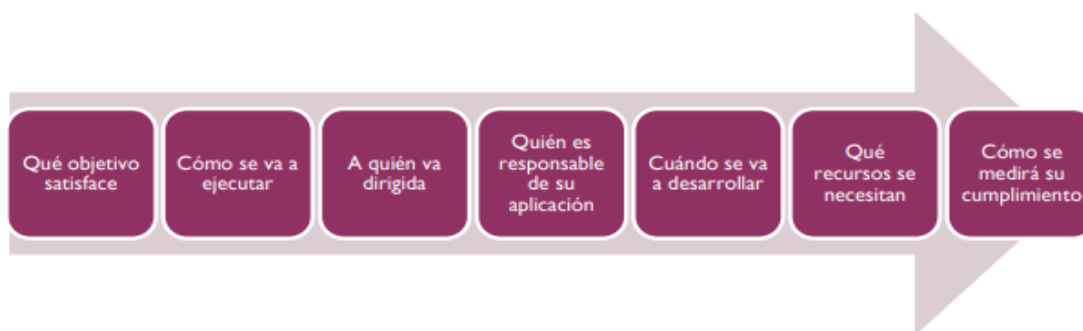 Qué objetivo
satisface
Cómo se va a
ejecutar
A quién va
dirigida
Quién es
responsable
de su
aplicación
Cuándo se va
a desarrollar
Qué
recursos se
necesitan
Cómo se
medirá su
cumplimiento